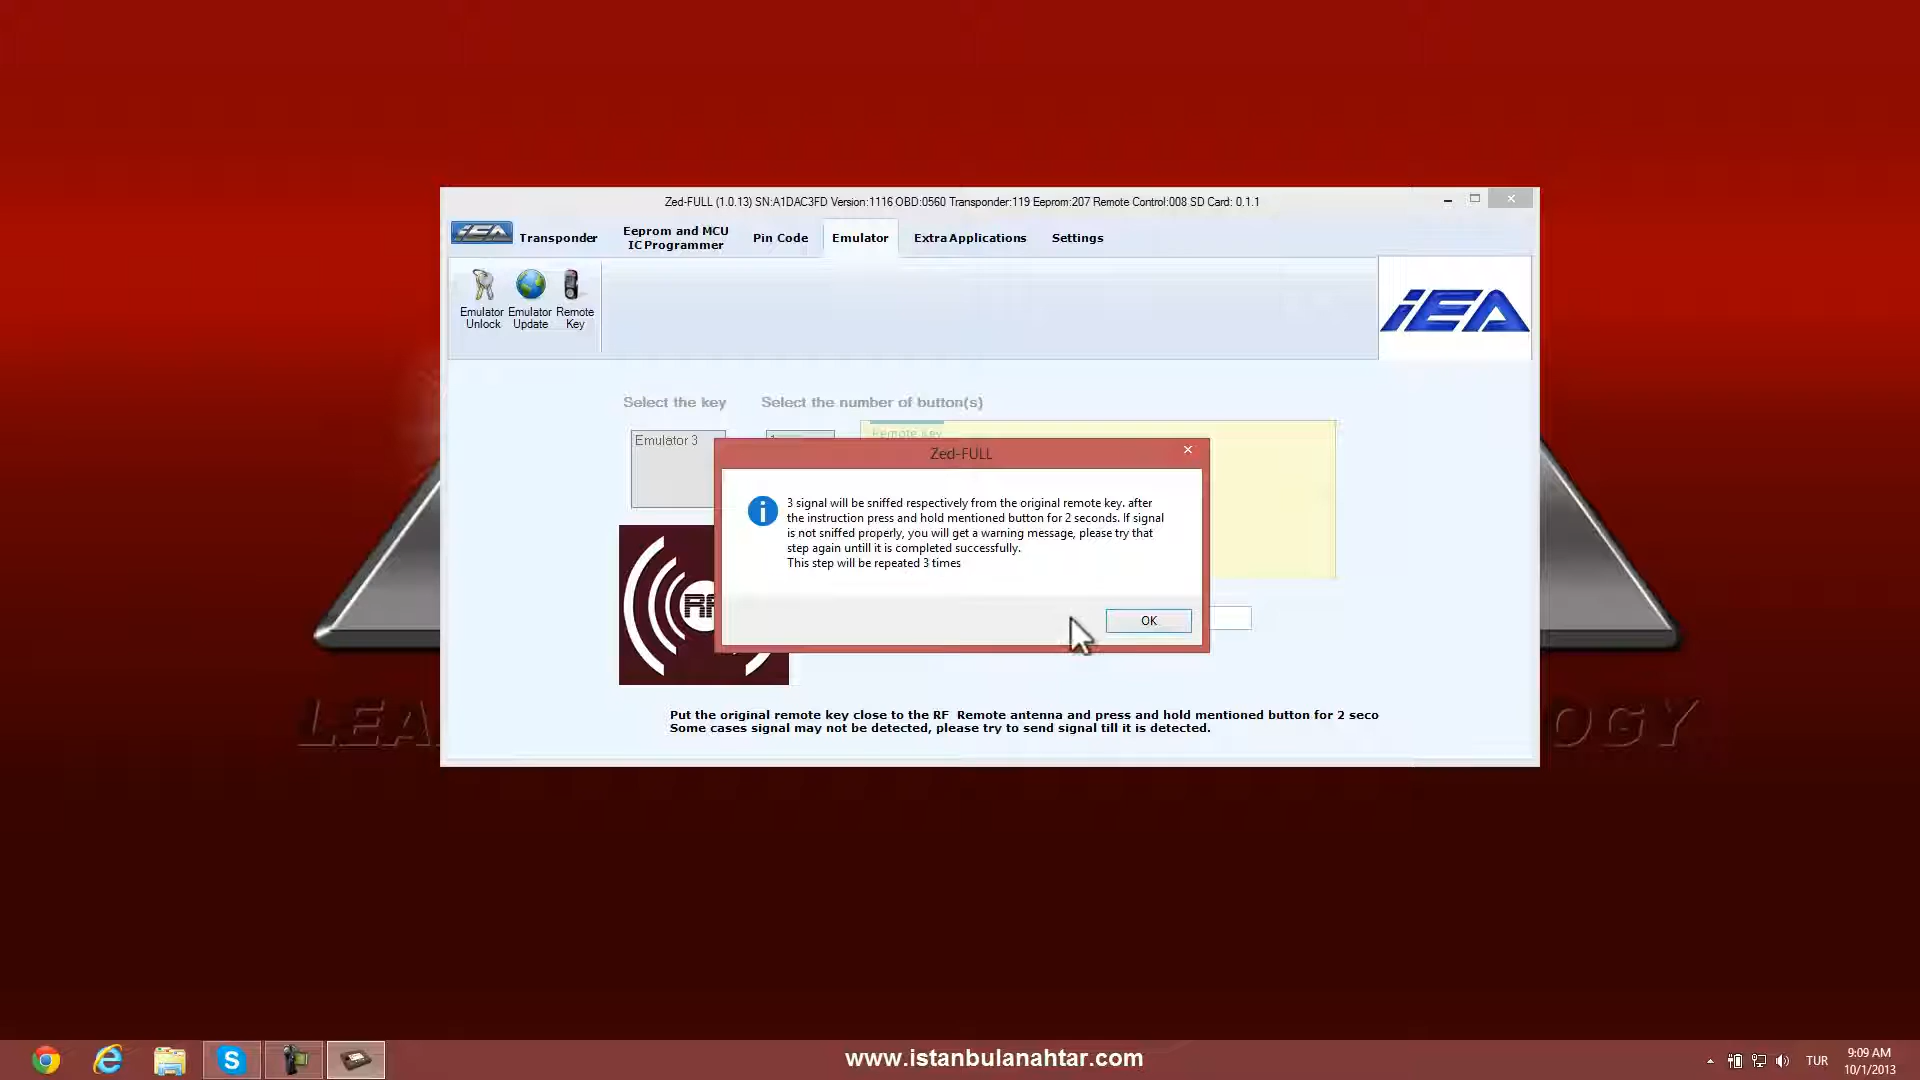 Zed-FULL (1.0.13) SN:A1DAC3FD Version:1116 OBD:0560 Transponder:119 Eeprom:207 Remote Control:008 SD Card: 0.1.1
iEA
Transponder
Eeprom and MCU
IC Programmer
Pin Code
Emulator
Extra Applications
Settings
Emulator
Unlock
Emulator
Update
Remote
Key
iEA
Select the key
Select the number of button(s)
Emulator 3
Remote Key
Zed-FULL
3 signal will be sniffed respectively from the original remote key. after
the instruction press and hold mentioned button for 2 seconds. If signal
is not sniffed properly, you will get a warning message, please try that
step again untill it is completed successfully.
This step will be repeated 3 times
OK
Put the original remote key close to the RF Remote antenna and press and hold mentioned button for 2 seco
Some cases signal may not be detected, please try to send signal till it is detected.
LEA
OGY
www.istanbulanahtar.com
TUR
9:09 AM
10/1/2013